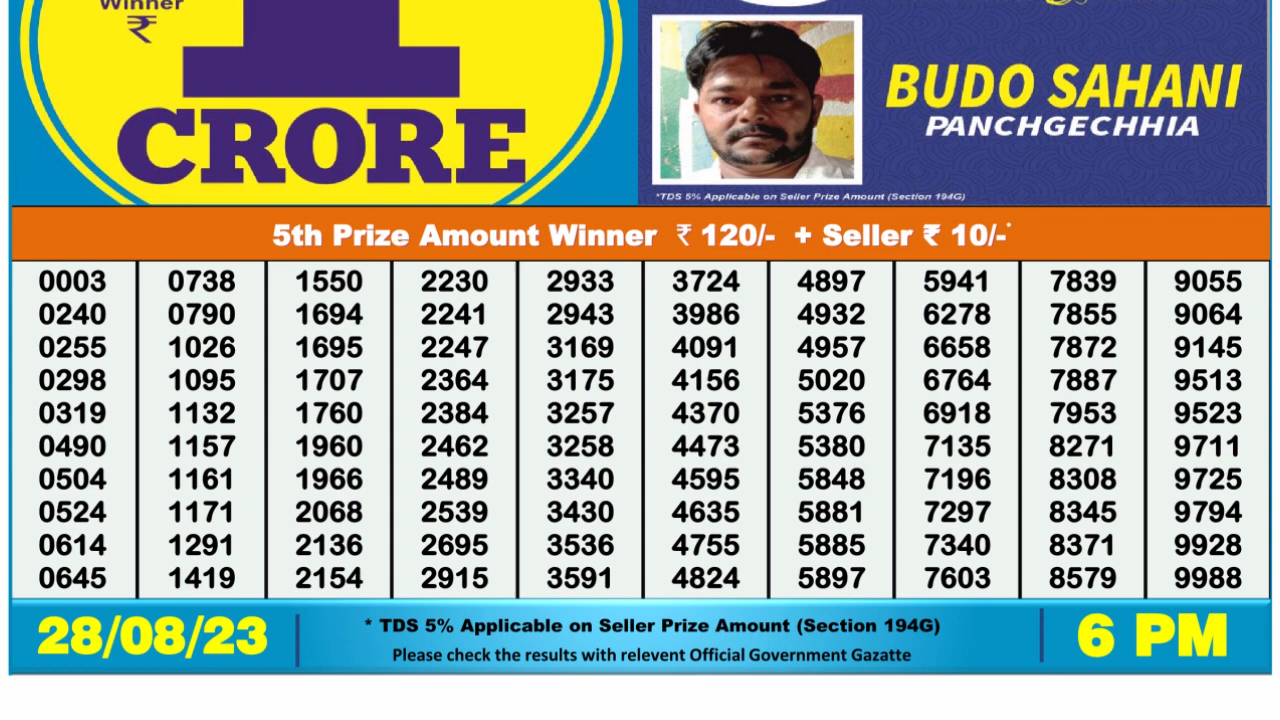 Winner
₹
1
CRORE
BUDO SAHANI
PANCHGECHHIA
*TDS 5% Applicable on Seller Prize Amount (Section 194G)
5th Prize Amount Winner ₹ 120/- + Seller ₹ 10/-*
0003 0738 1550 2230 2933 3724 4897 5941 7839 9055
0240 0790 1694 2241 2943 3986 4932 6278 7855 9064
0255 1026 1695 2247 3169 4091 4957 6658 7872 9145
0298 1095 1707 2364 3175 4156 5020 6764 7887 9513
0319 1132 1760 2384 3257 4370 5376 6918 7953 9523
0490 1157 1960 2462 3258 4473 5380 7135 8271 9711
0504 1161 1966 2489 3340 4595 5848 7196 8308 9725
0524 1171 2068 2539 3430 4635 5881 7297 8345 9794
0614 1291 2136 2695 3536 4755 5885 7340 8371 9928
0645 1419 2154 2915 3591 4824 5897 7603 8579 9988
28/08/23
* TDS 5% Applicable on Seller Prize Amount (Section 194G)
Please check the results with relevent Official Government Gazatte
6 PM